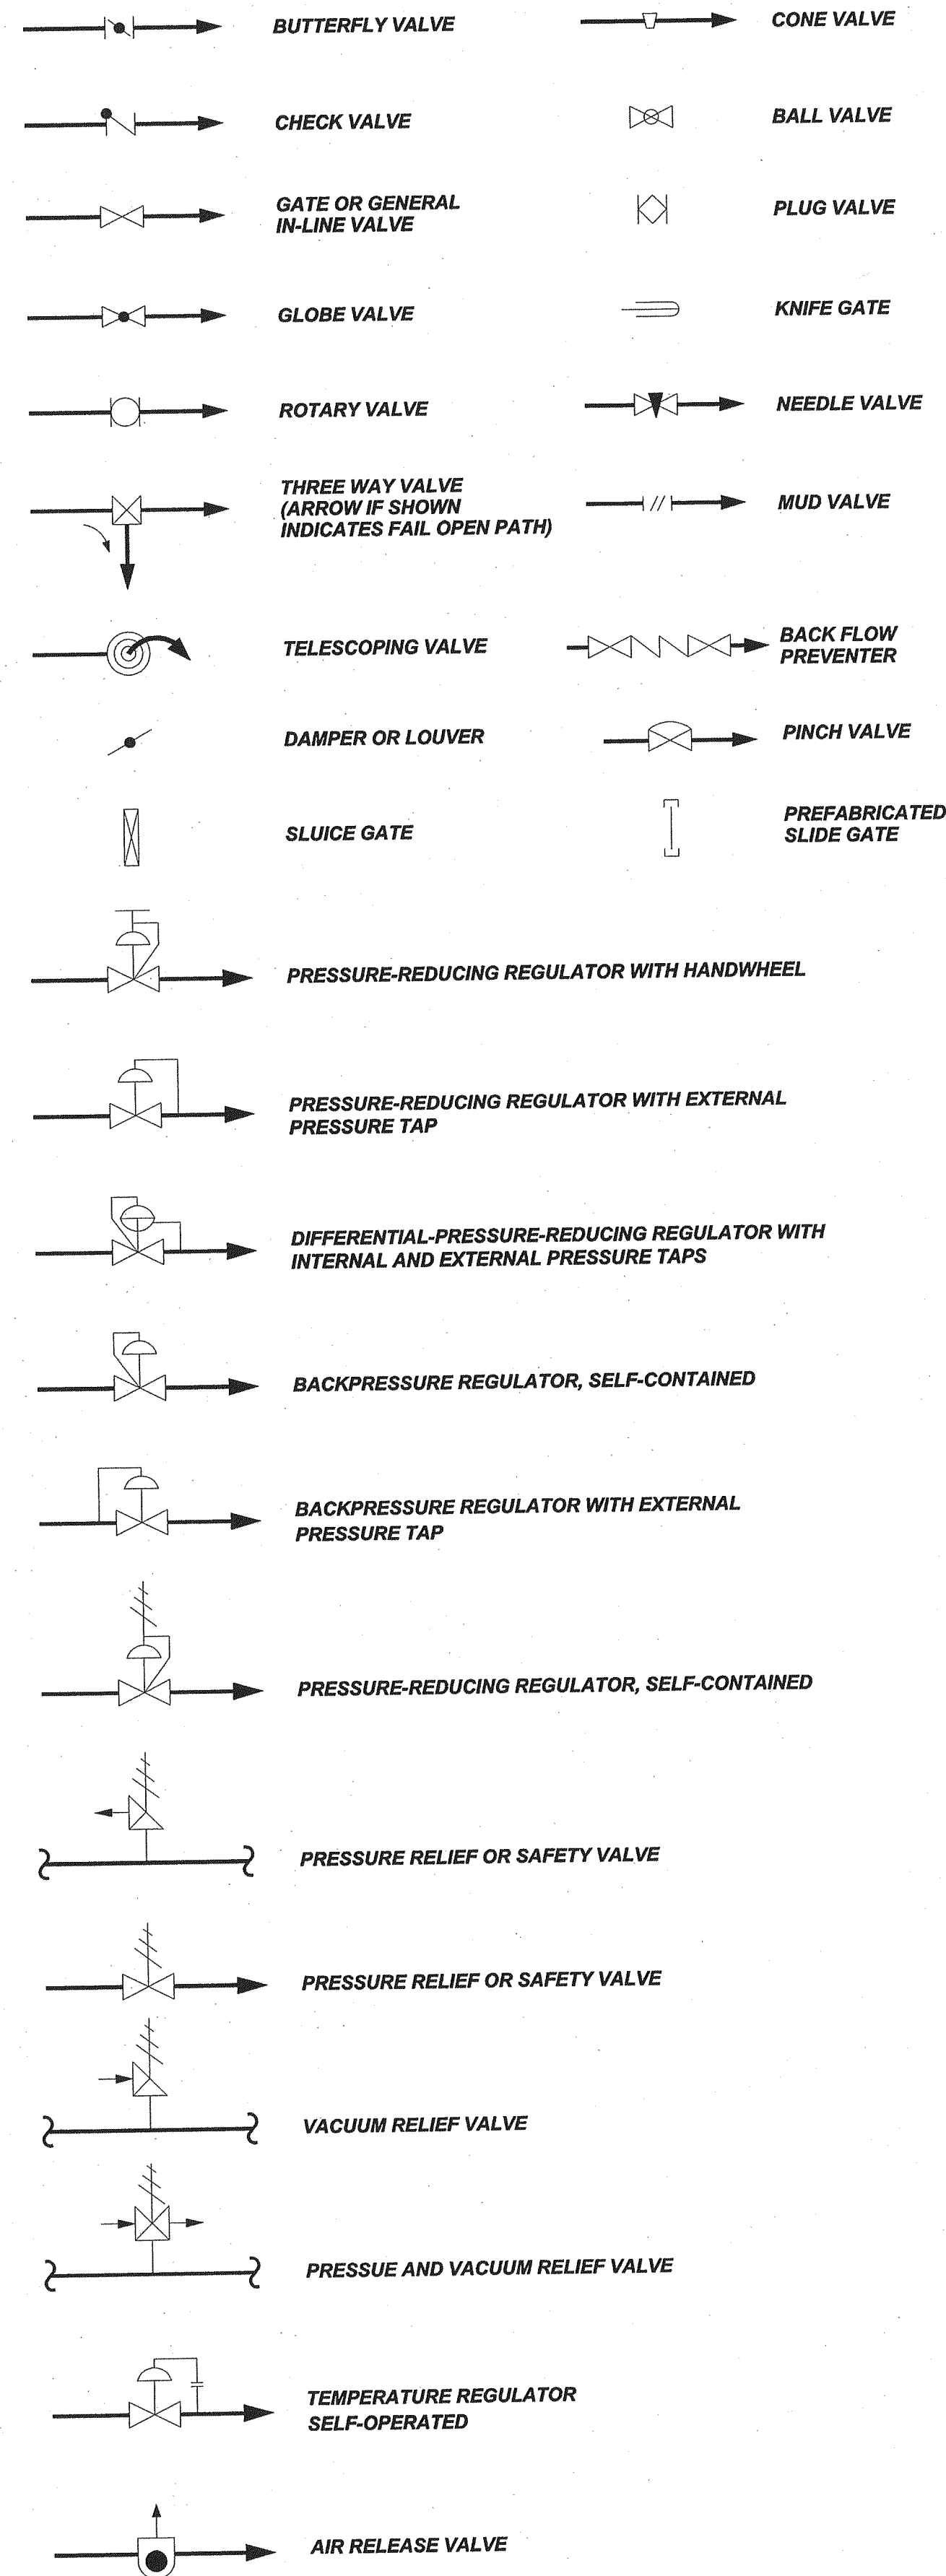 BUTTERFLY VALVE
CONE VALVE
CHECK VALVE
BALL VALVE
GATE OR GENERAL
IN-LINE VALVE
PLUG VALVE
GLOBE VALVE
KNIFE GATE
ROTARY VALVE
NEEDLE VALVE
THREE WAY VALVE
(ARROW IF SHOWN
INDICATES FAIL OPEN PATH)
MUD VALVE
TELESCOPING VALVE
BACK FLOW
PREVENTER
DAMPER OR LOUVER
PINCH VALVE
SLUICE GATE
PREFABRICATED
SLIDE GATE
PRESSURE-REDUCING REGULATOR WITH HANDWHEEL
PRESSURE-REDUCING REGULATOR WITH EXTERNAL
PRESSURE TAP
DIFFERENTIAL-PRESSURE-REDUCING REGULATOR WITH
INTERNAL AND EXTERNAL PRESSURE TAPS
BACKPRESSURE REGULATOR, SELF-CONTAINED
BACKPRESSURE REGULATOR WITH EXTERNAL
PRESSURE TAP
PRESSURE-REDUCING REGULATOR, SELF-CONTAINED
PRESSURE RELIEF OR SAFETY VALVE
PRESSURE RELIEF OR SAFETY VALVE
VACUUM RELIEF VALVE
PRESSUE AND VACUUM RELIEF VALVE
TEMPERATURE REGULATOR
SELF-OPERATED
AIR RELEASE VALVE